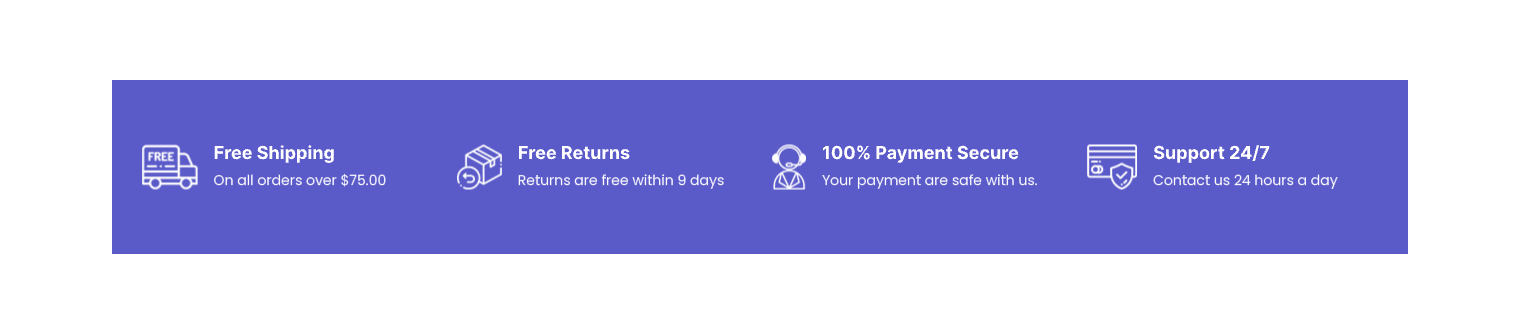 FREE
Free Shipping
On all orders over $75.00
Free Returns
Returns are free within 9 days
100% Payment Secure
Your payment are safe with us.
Support 24/7
Contact us 24 hours a day